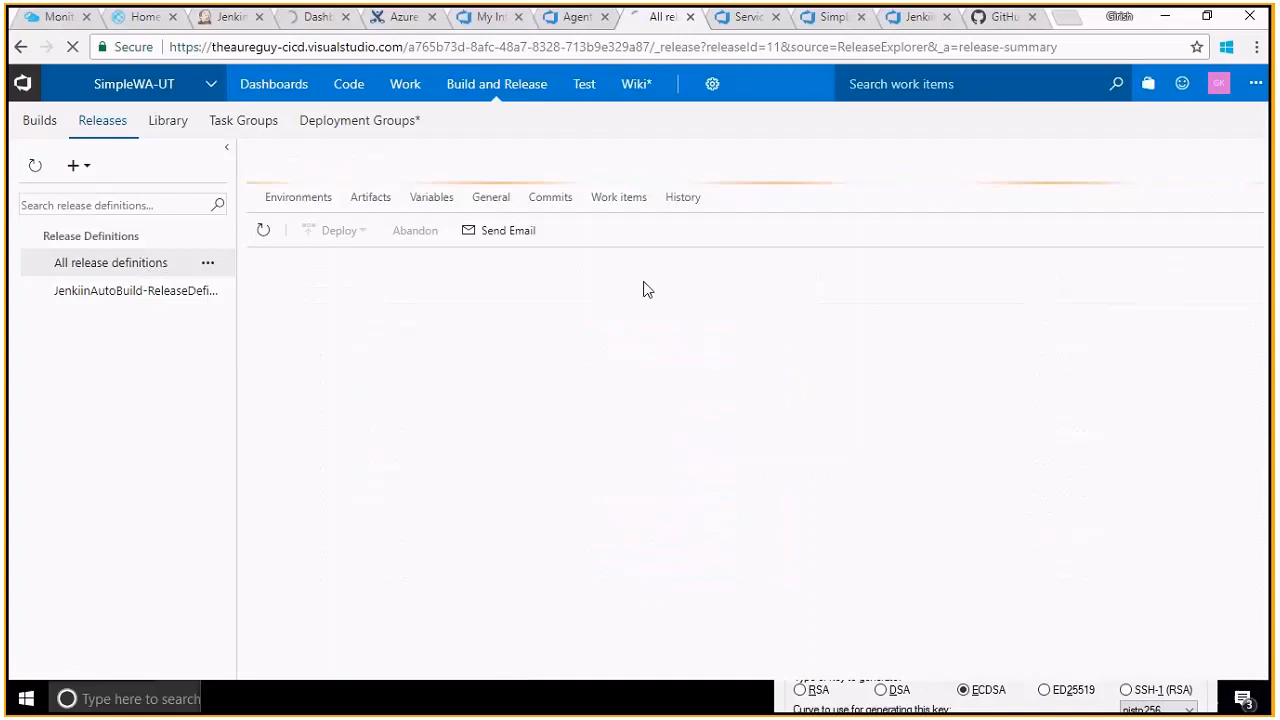 Monit Home Jenkin Dashb Azure My In Agent All rel Servic Simpl Jenkii GitHu Girish
Secure https://theaureguy-cicd.visualstudio.com/a765b73d-8afc-48a7-8328-713b9e329a87/_release?releaseId=11&source=ReleaseExplorer&_a=release-summary
SimpleWA-UT Dashboards Code Work Build and Release Test Wiki* Search work items GK
Builds Releases Library Task Groups Deployment Groups*
Search release definitions...
Environments Artifacts Variables General Commits Work items History
Deploy Abandon Send Email
Release Definitions
All release definitions ...
JenkiinAutoBuild-ReleaseDefi...
Type here to search
RSA DSA ECDSA ED25519 SSH-1 (RSA)
Curve to use for generating this key: nistp256
3